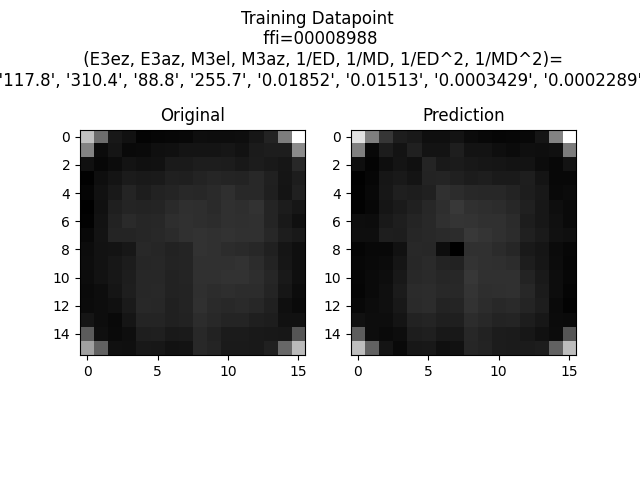 Training Datapoint
ffi=00008988
(E3ez, E3az, M3el, M3az, 1/ED, 1/MD, 1/ED^2, 1/MD^2)=
'117.8', '310.4', '88.8', '255.7', '0.01852', '0.01513', '0.0003429', '0.0002289'
Original Prediction
0 0
2 2
4 4
6 6
8 8
10 10
12 12
14 14
0 5 10 15 0 5 10 15